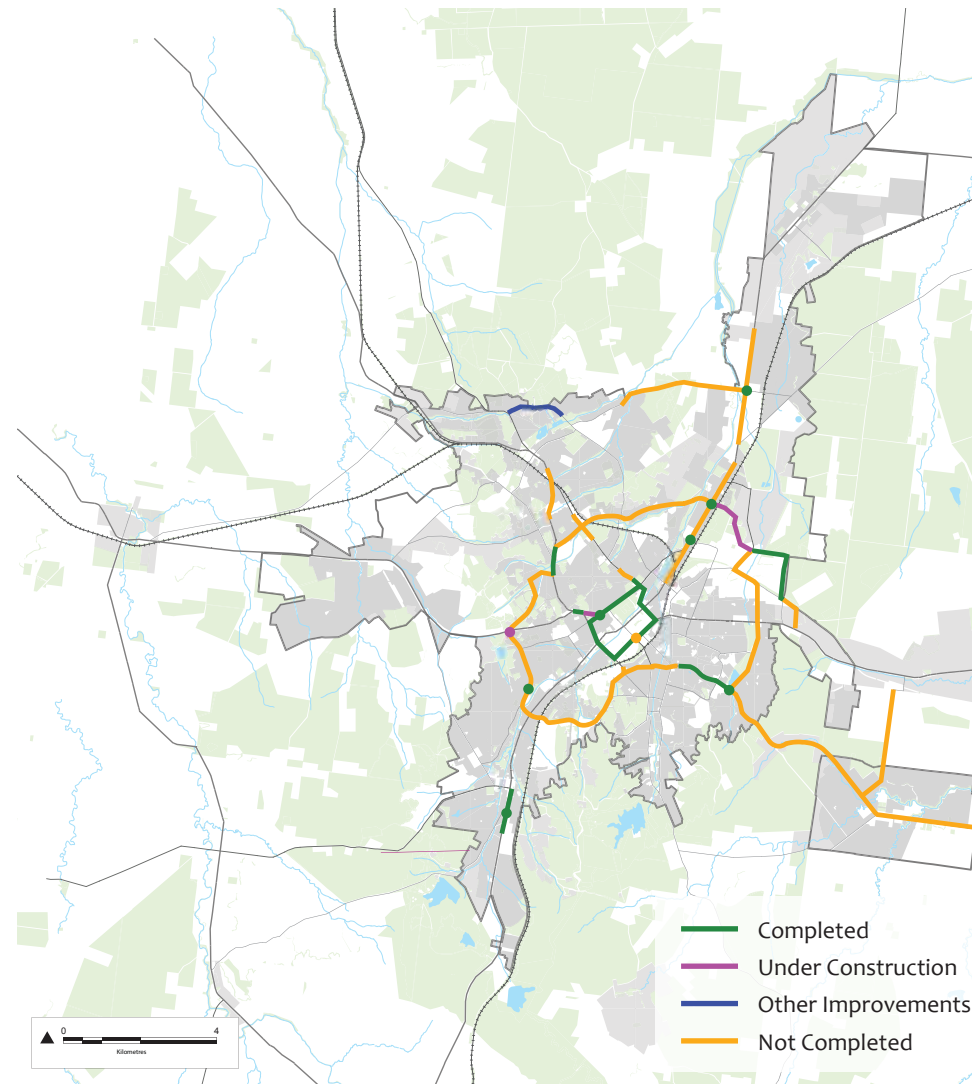 Completed
Under Construction
Other Improvements
Not Completed
0 4
Kilometres